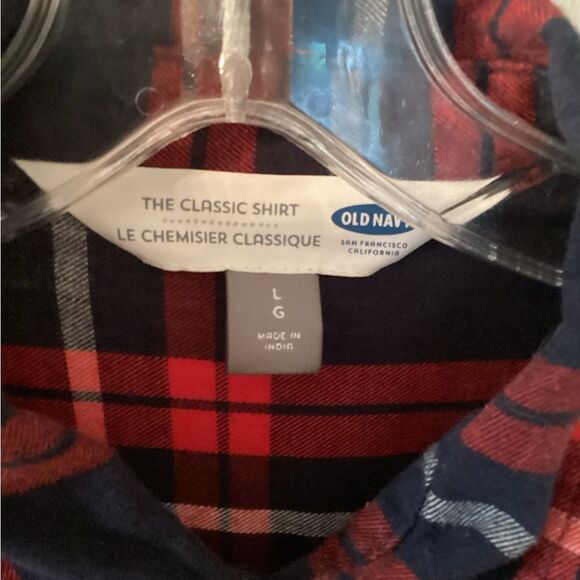 THE CLASSIC SHIRT
LE CHEMISIER CLASSIQUE
OLD NAVY
SAN FRANCISCO
CALIFORNIA
L
G
MADE IN
INDIA